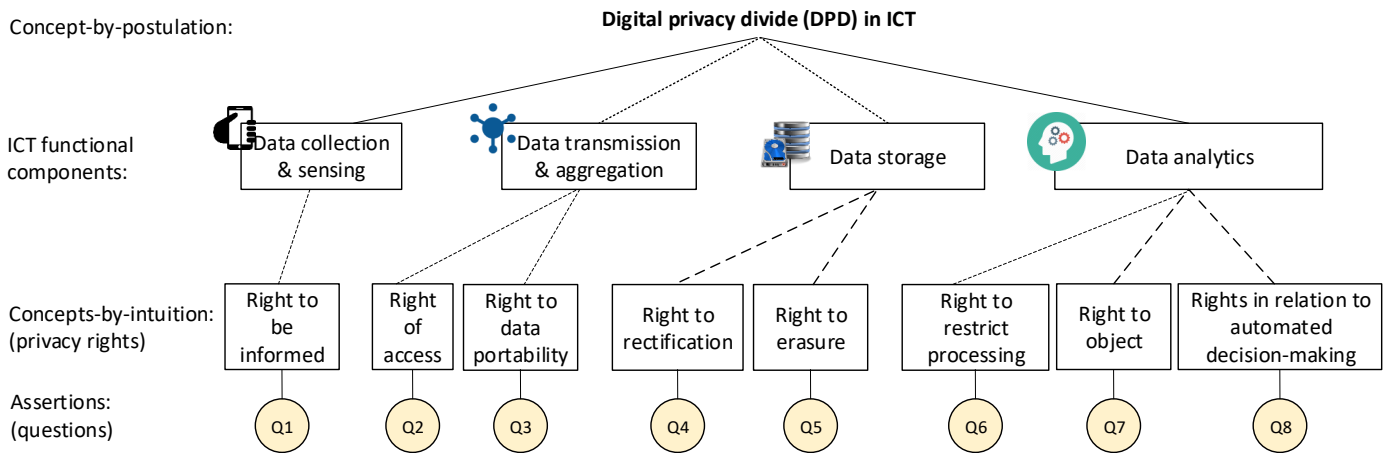 Concept-by-postulation:
Digital privacy divide (DPD) in ICT
ICT functional
components:
Data collection
& sensing
Data transmission
& aggregation
Data storage
Data analytics
Concepts-by-intuition:
(privacy rights)
Right to
be
informed
Right
of
access
Right to
data
portability
Right to
rectification
Right to
erasure
Right to
restrict
processing
Right to
object
Rights in relation to
automated
decision-making
Assertions:
(questions)
Q1
Q2
Q3
Q4
Q5
Q6
Q7
Q8